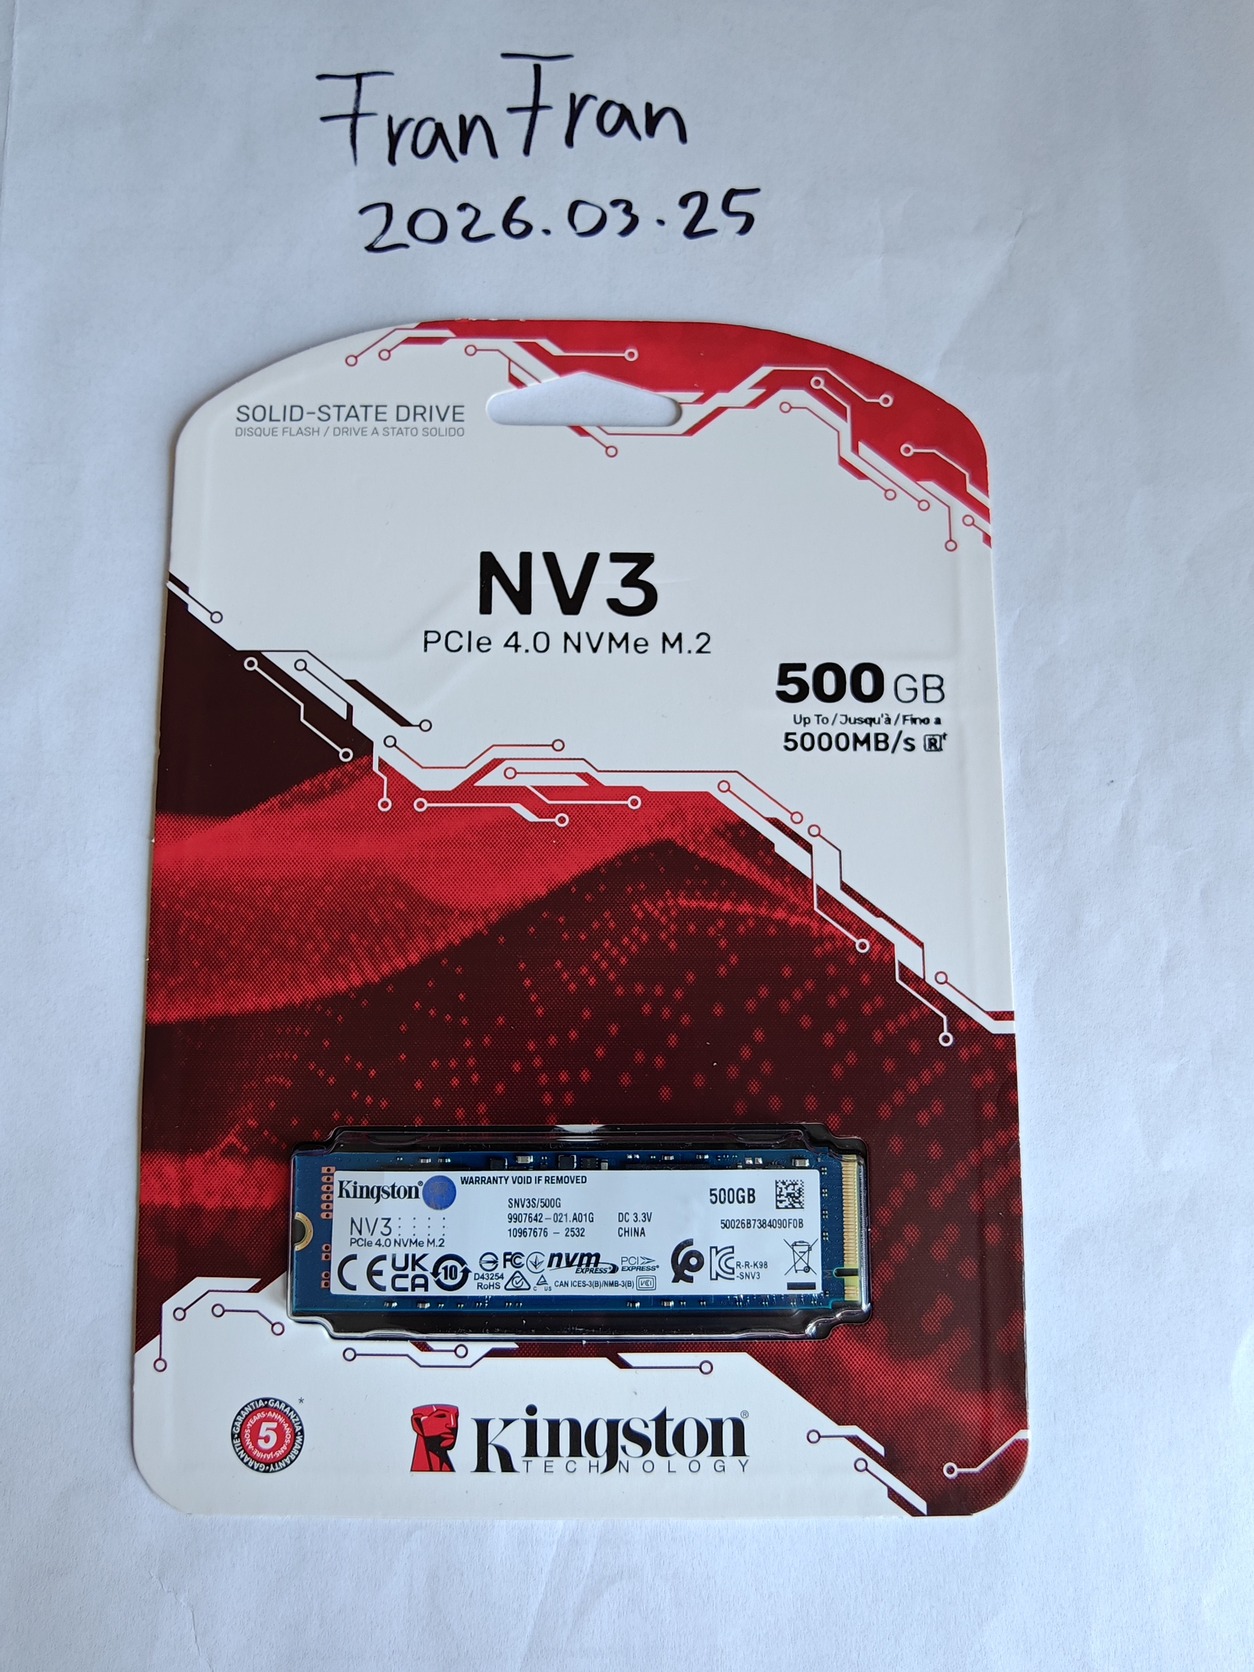 FranFran
2026.03.25
SOLID-STATE DRIVE
DISQUE FLASH / DRIVE A STATO SOLIDO
NV3
PCIe 4.0 NVMe M.2
500 GB
Up To / Jusqu'à / Fino a
5000MB/s R†
WARRANTY VOID IF REMOVED
Kingston
SNV3S/500G
500GB
9907642-021.A01G DC 3.3V
50026B7384090F0B
10967676 - 2532 CHINA
NV3
PCIe 4.0 NVMe M.2
CE UK CA 10 FC nvm EXPRESS PCI EXPRESS
D43254
RoHS
CAN ICES-3(B)/NMB-3(B)
R-R-K98
-SNV3
5
Kingston®
TECHNOLOGY